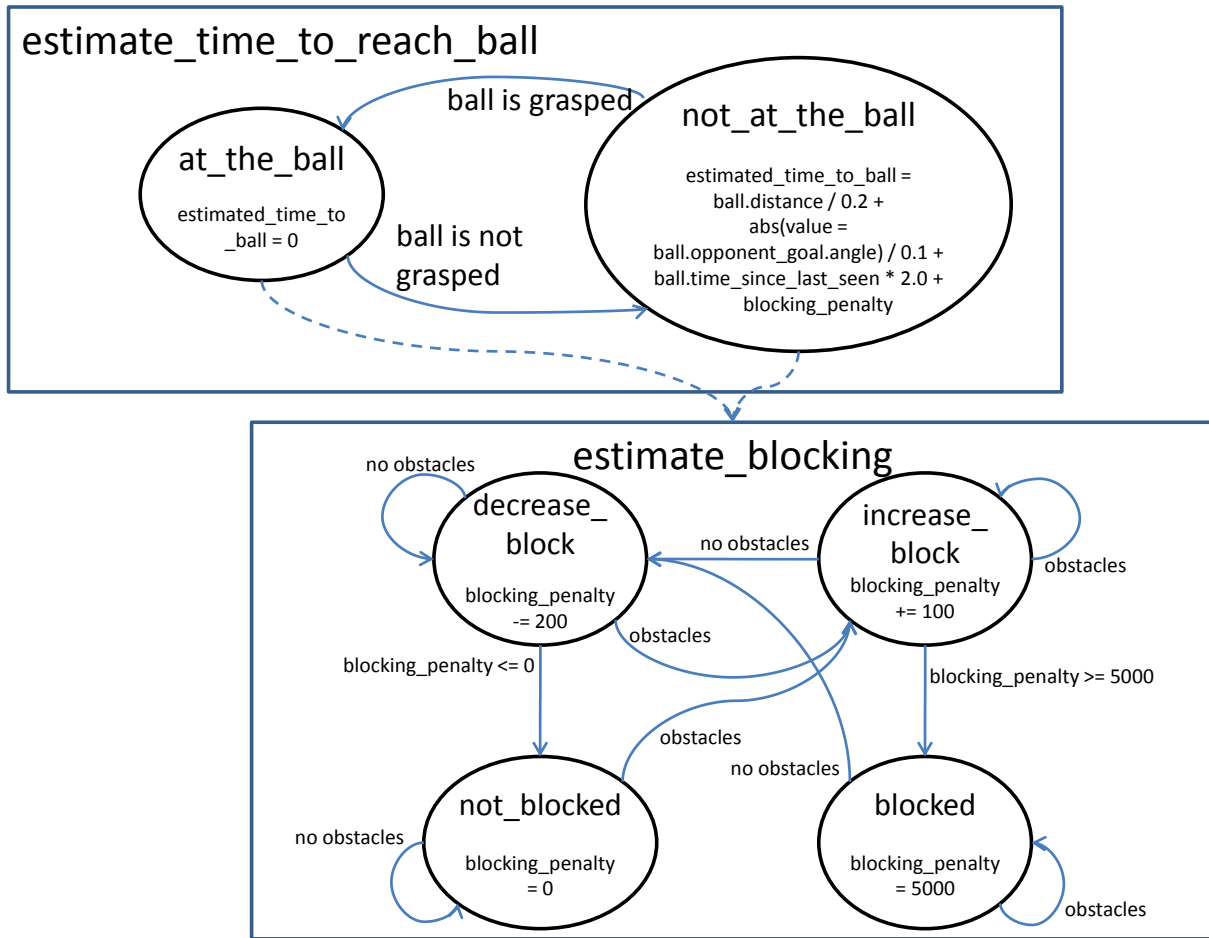 estimate_time_to_reach_ball
ball is grasped
at_the_ball
estimated_time_to
_ball = 0
ball is not
grasped
not_at_the_ball
estimated_time_to_ball =
ball.distance / 0.2 +
abs(value =
ball.opponent_goal.angle) / 0.1 +
ball.time_since_last_seen * 2.0 +
blocking_penalty
estimate_blocking
no obstacles
decrease_
block
blocking_penalty
-= 200
no obstacles
increase_
block
blocking_penalty
+= 100
obstacles
obstacles
blocking_penalty <= 0
blocking_penalty >= 5000
obstacles
no obstacles
not_blocked
blocking_penalty
= 0
no obstacles
blocked
blocking_penalty
= 5000
obstacles